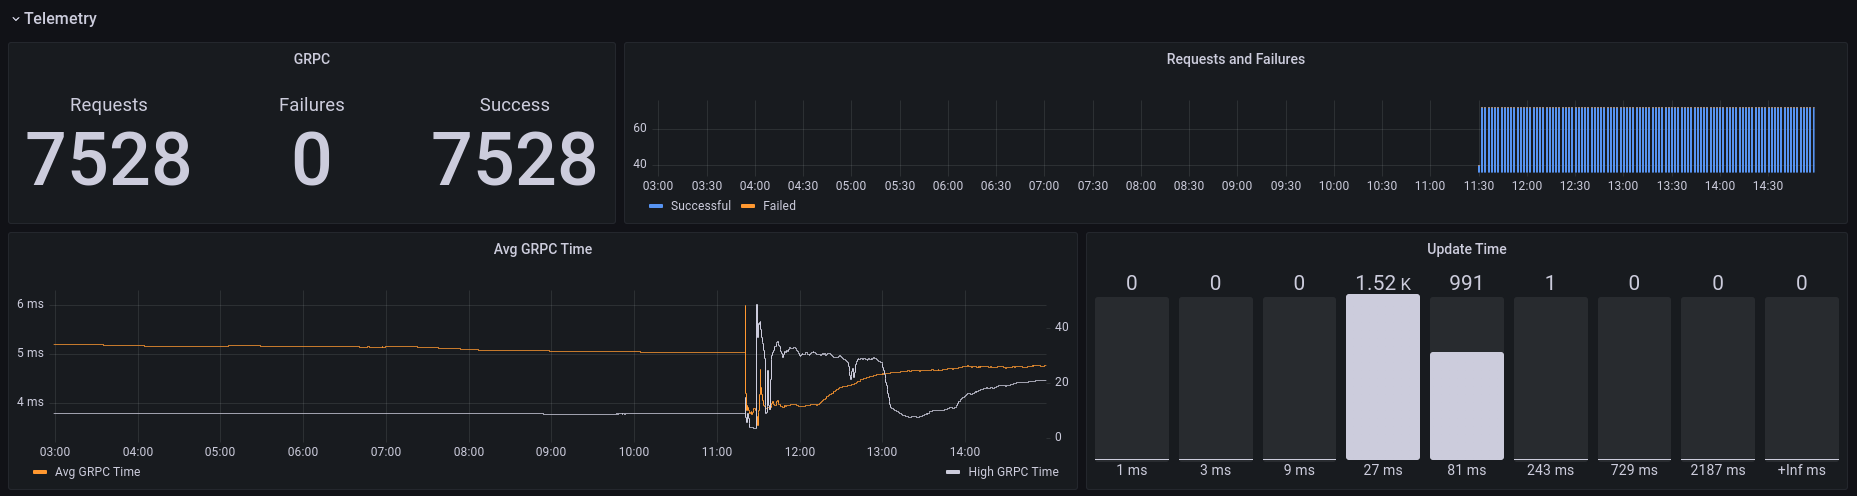 Telemetry
GRPC
Requests Failures Success
7528 0 7528
Requests and Failures
60
40
03:00 03:30 04:00 04:30 05:00 05:30 06:00 06:30 07:00 07:30 08:00 08:30 09:00 09:30 10:00 10:30 11:00 11:30 12:00 12:30 13:00 13:30 14:00 14:30
Successful Failed
Avg GRPC Time
6 ms
5 ms
4 ms
40
20
0
03:00 04:00 05:00 06:00 07:00 08:00 09:00 10:00 11:00 12:00 13:00 14:00
Avg GRPC Time High GRPC Time
Update Time
0 0 0 1.52 K 991 1 0 0 0
1 ms 3 ms 9 ms 27 ms 81 ms 243 ms 729 ms 2187 ms +Inf ms